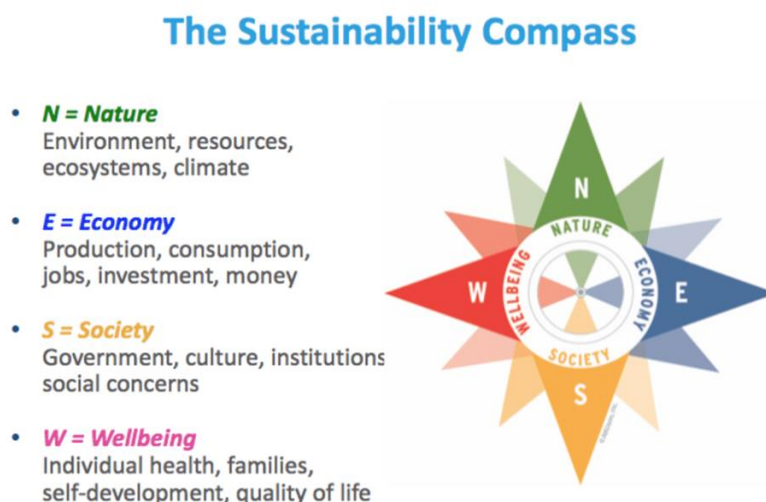 The Sustainability Compass
• N = Nature
Environment, resources,
ecosystems, climate
• E = Economy
Production, consumption,
jobs, investment, money
• S = Society
Government, culture, institutions
social concerns
• W = Wellbeing
Individual health, families,
self-development, quality of life
N
NATURE
W
WELLBEING
ECONOMY
E
SOCIETY
S